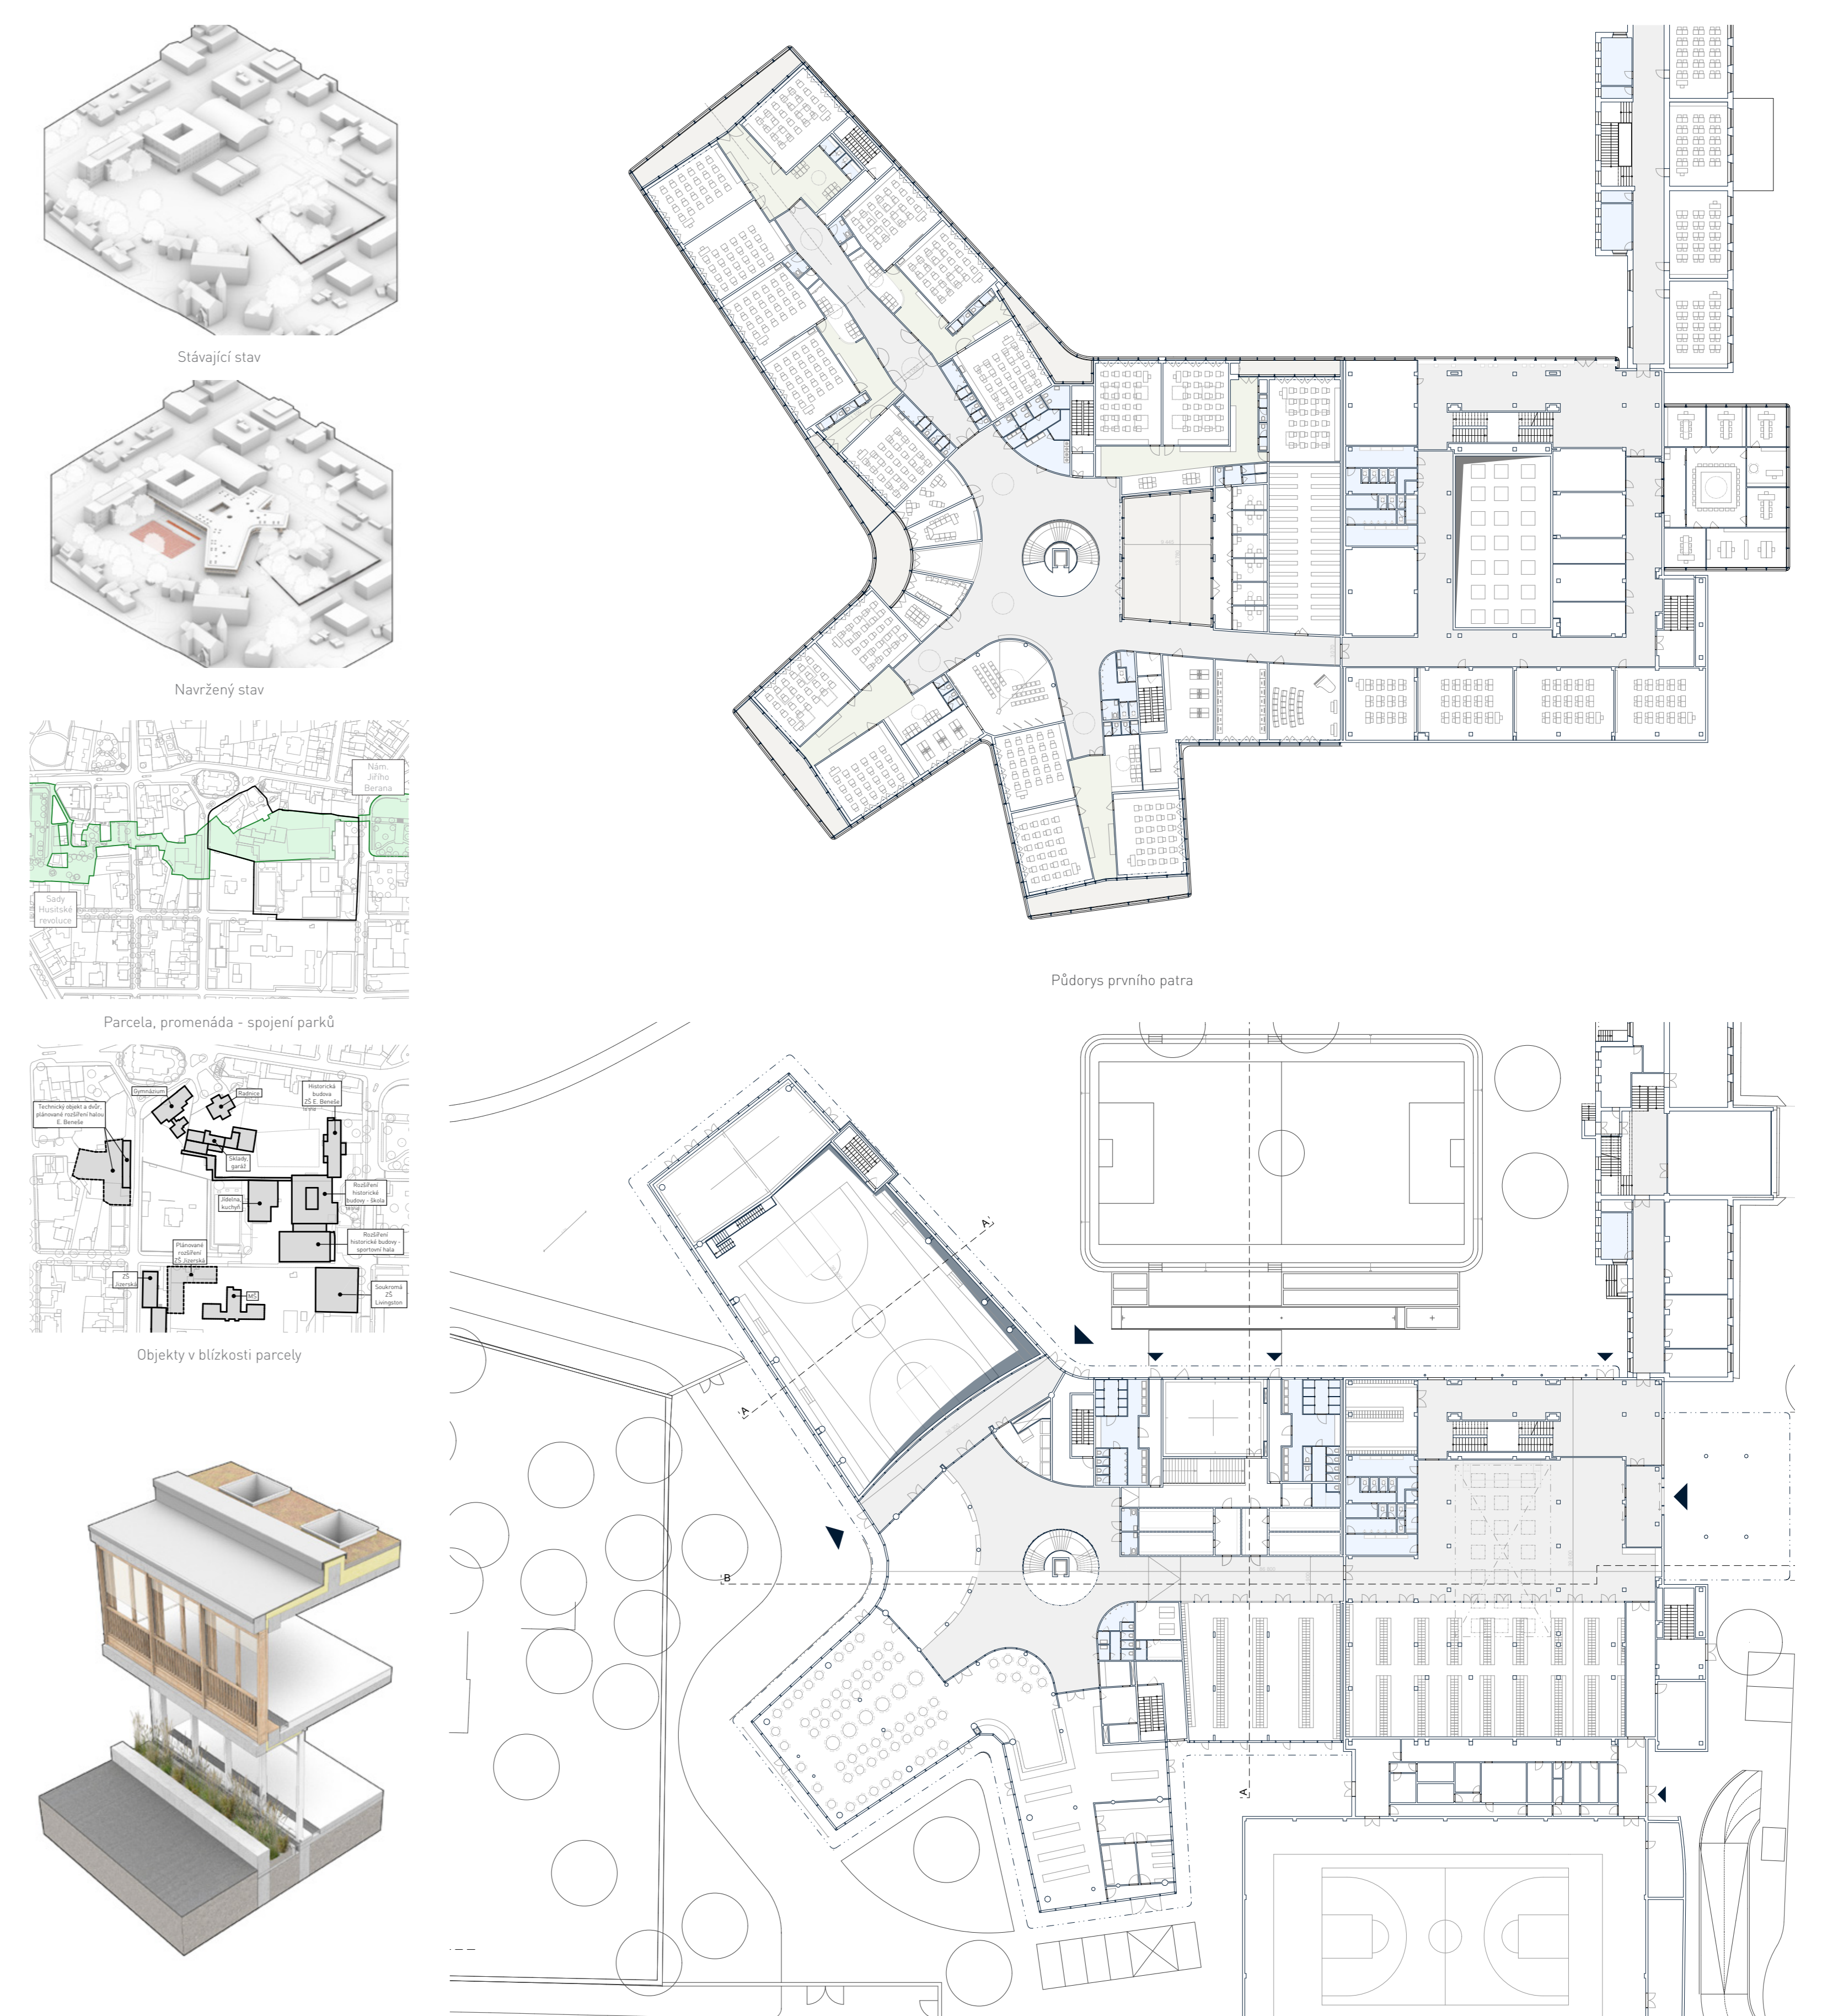 Stávající stav
Navržený stav
Nám.
Jiřího
Berana
Sady
Husitské
revoluce
Parcela, promenáda - spojení parků
Gymnázium
Radnice
Historická
budova
ZŠ E. Beneše
Technický objekt a dvůr,
plánované rozšíření halou
E. Beneše
Sklady,
garáž
Jídelna,
kuchyň
Rozšíření
historické
budovy - škola
Rozšíření
historické budovy -
sportovní hala
Plánované
rozšíření
ZŠ Jizerská
ZŠ
Jizerská
MŠ
Soukromá
ZŠ
Livingston
Objekty v blízkosti parcely
Půdorys prvního patra
A'
A
B
A